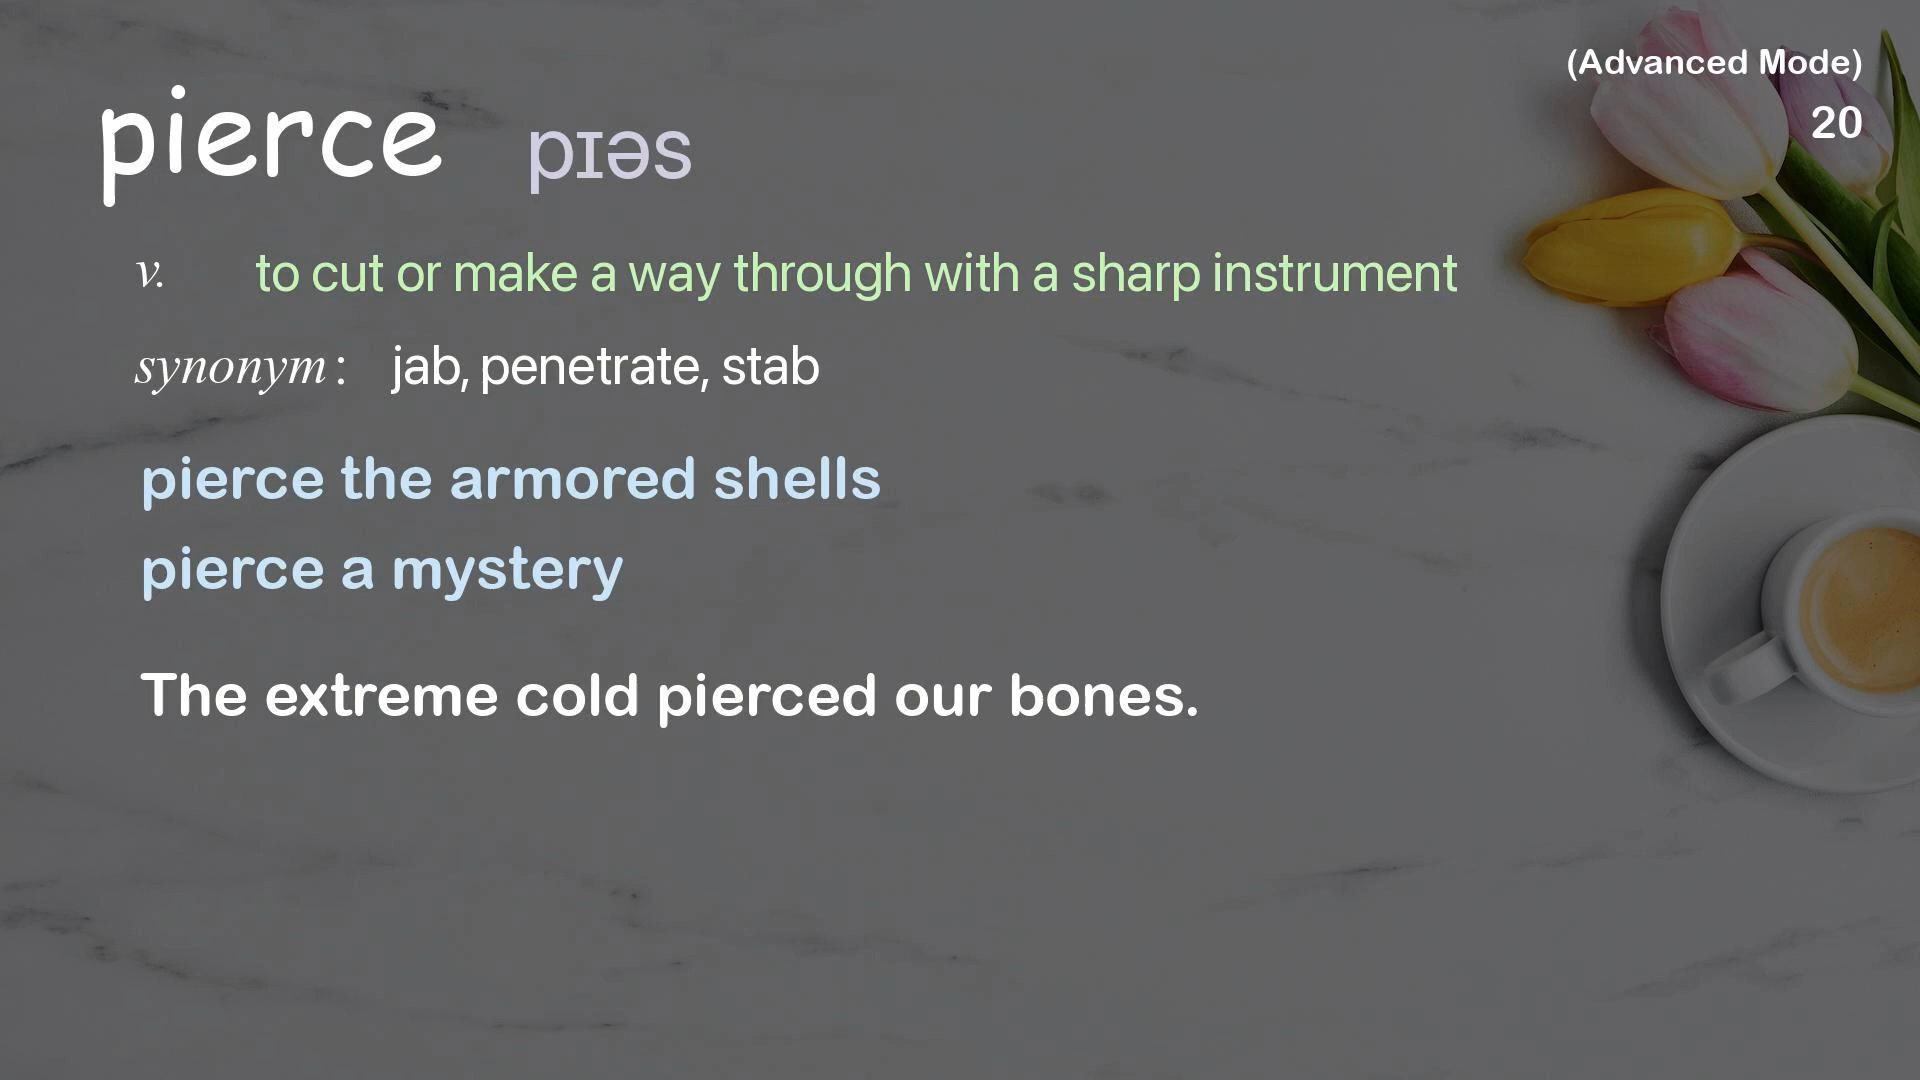 (Advanced Mode)
20
pierce pɪəs
v. to cut or make a way through with a sharp instrument
synonym : jab, penetrate, stab
pierce the armored shells
pierce a mystery
The extreme cold pierced our bones.